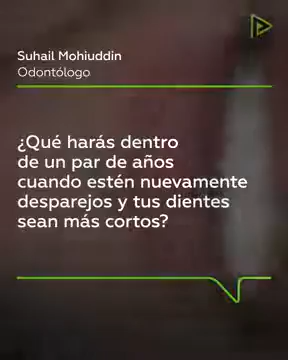 Suhail Mohiuddin
Odontólogo
¿Qué harás dentro
de un par de años
cuando estén nuevamente
desparejos y tus dientes
sean más cortos?